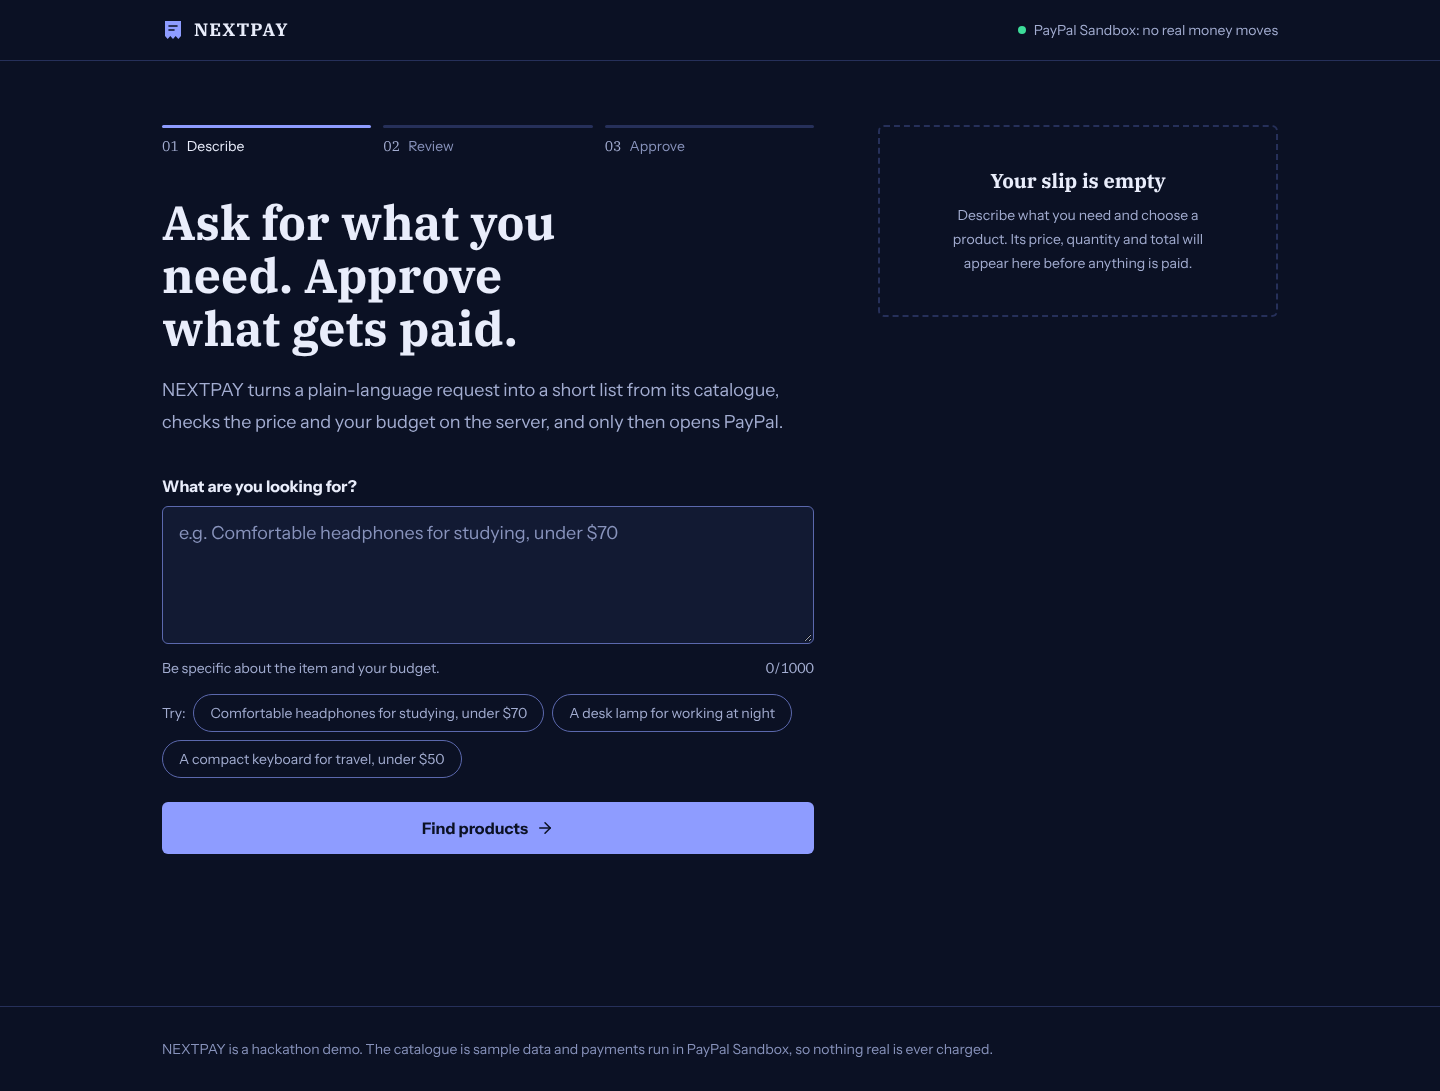 NEXTPAY
PayPal Sandbox: no real money moves
01 Describe
02 Review
03 Approve
Ask for what you
need. Approve
what gets paid.
NEXTPAY turns a plain-language request into a short list from its catalogue,
checks the price and your budget on the server, and only then opens PayPal.
What are you looking for?
e.g. Comfortable headphones for studying, under $70
Be specific about the item and your budget.
0/1000
Try:
Comfortable headphones for studying, under $70
A desk lamp for working at night
A compact keyboard for travel, under $50
Find products
Your slip is empty
Describe what you need and choose a
product. Its price, quantity and total will
appear here before anything is paid.
NEXTPAY is a hackathon demo. The catalogue is sample data and payments run in PayPal Sandbox, so nothing real is ever charged.